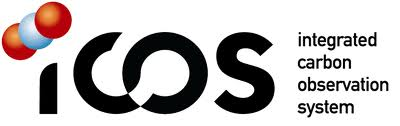 icos
integrated
carbon
observation
system